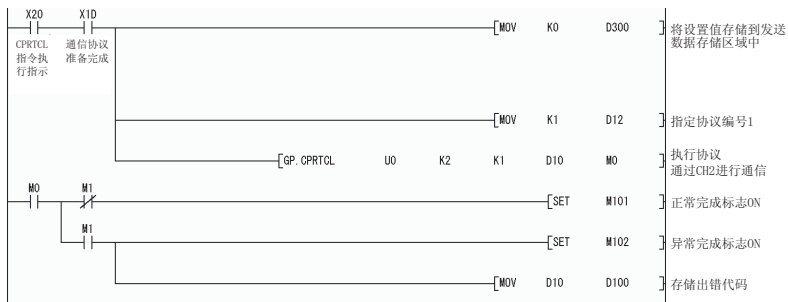 X20 X1D [MOV K0 D300 ] 将设置值存储到发送
数据存储区域中
CPRTCL 通信协议
指令执 准备完成
行指示
[MOV K1 D12 ] 指定协议编号1
[GP.CPRTCL U0 K2 K1 D10 M0 ] 执行协议
通过CH2进行通信
M0 M1 [SET M101 ] 正常完成标志ON
M1 [SET M102 ] 异常完成标志ON
[MOV D10 D100 ] 存储出错代码